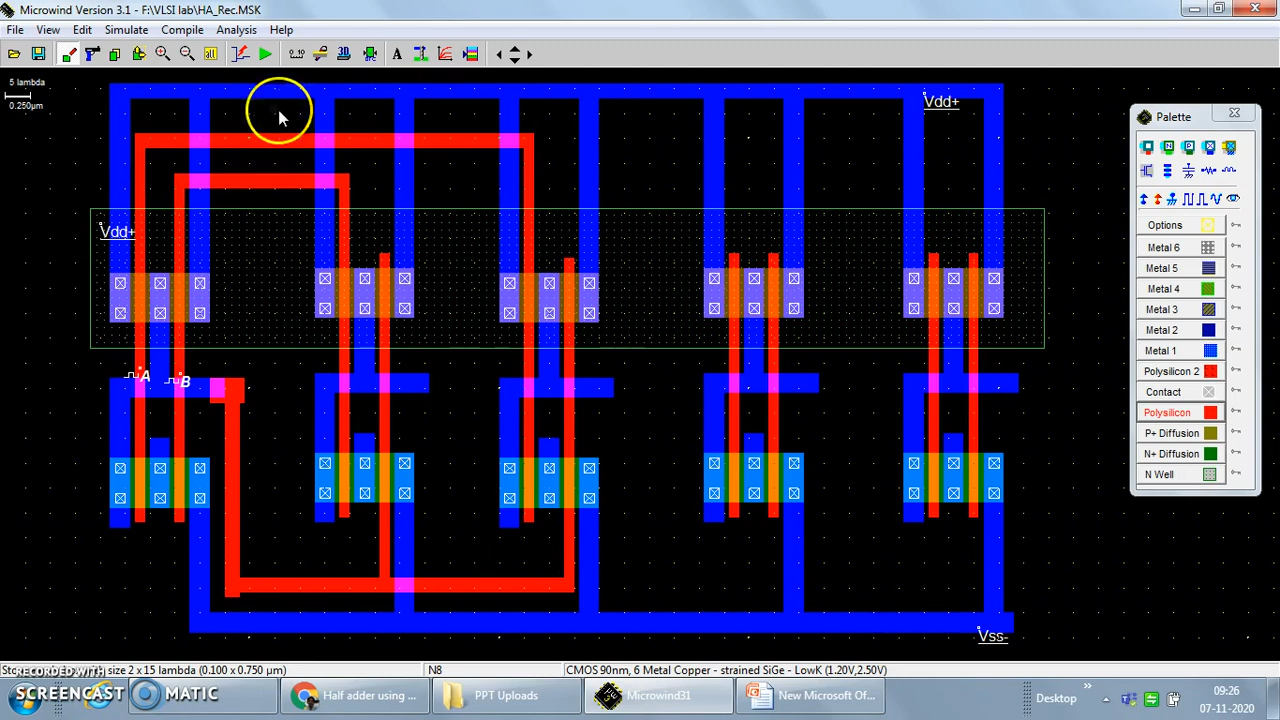 Microwind Version 3.1 - F:\VLSI lab\HA_Rec.MSK
File View Edit Simulate Compile Analysis Help
5 lambda
0.250µm
Vdd+
Vdd+
A
B
Vss-
Palette
Options
Metal 6
Metal 5
Metal 4
Metal 3
Metal 2
Metal 1
Polysilicon 2
Contact
Polysilicon
P+ Diffusion
N+ Diffusion
N Well
size 2 x 15 lambda (0.100 x 0.750 µm)
N8
CMOS 90nm, 6 Metal Copper - strained SiGe - LowK (1.20V,2.50V)
RECORDED WITH
SCREENCAST MATIC
Half adder using ...
PPT Uploads
Microwind31
New Microsoft Of...
Desktop »
09:26
07-11-2020